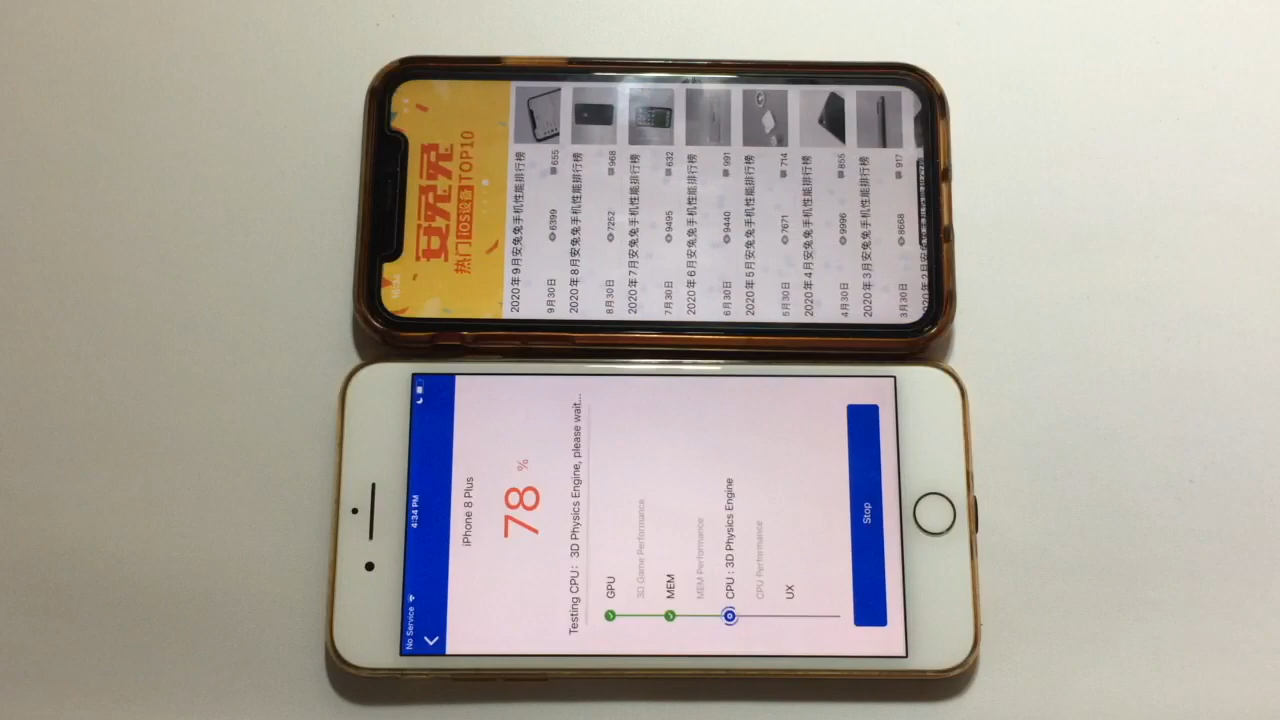 16:34
安兔兔
热门iOS设备TOP10
2020年9月安兔兔手机性能排行榜
9月30日 6399 655
2020年8月安兔兔手机性能排行榜
8月30日 7252 968
2020年7月安兔兔手机性能排行榜
7月30日 9495 632
2020年6月安兔兔手机性能排行榜
6月30日 9440 991
2020年5月安兔兔手机性能排行榜
5月30日 7671 714
2020年4月安兔兔手机性能排行榜
4月30日 9996 855
2020年3月安兔兔手机性能排行榜
3月30日 8668 917
No Service 4:34 PM
iPhone 8 Plus
78 %
Testing CPU: 3D Physics Engine, please wait...
GPU
3D Game Performance
MEM
MEM Performance
CPU : 3D Physics Engine
CPU Performance
UX
Stop